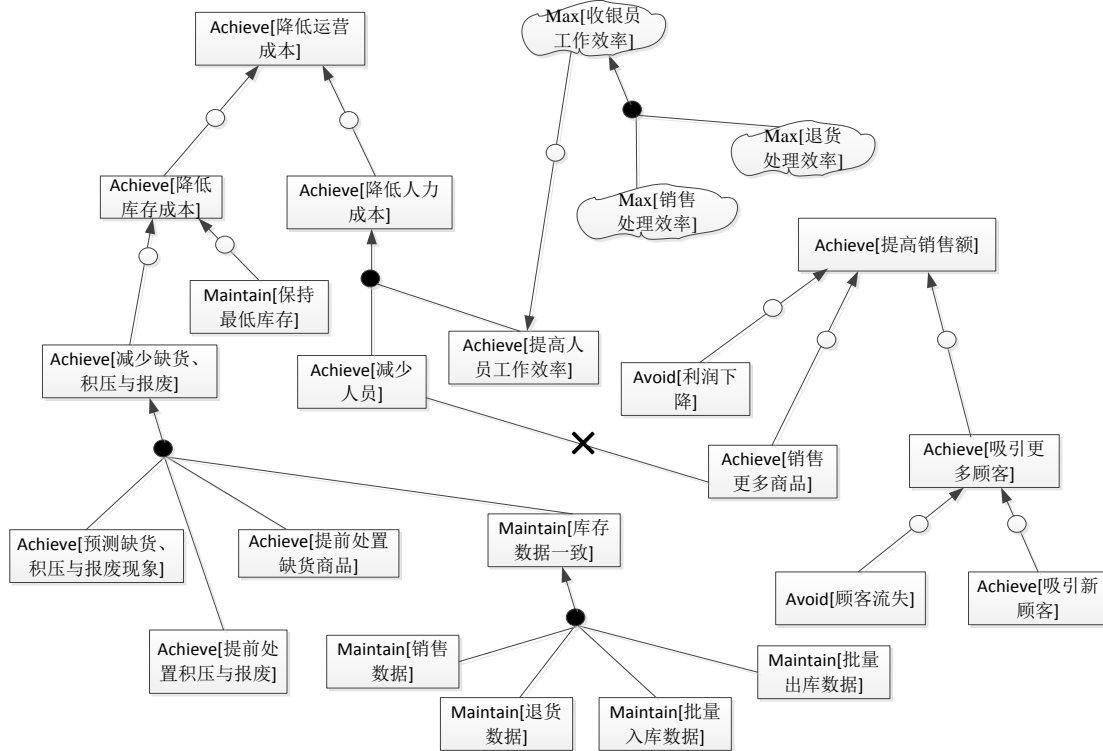 Achieve[降低运营
成本]
Max[收银员
工作效率]
Max[退货
处理效率]
Achieve[降低
库存成本]
Achieve[降低人力
成本]
Max[销售
处理效率]
Achieve[提高销售额]
Maintain[保持
最低库存]
Achieve[减少缺货、
积压与报废]
Achieve[减少
人员]
Achieve[提高人
员工作效率]
Avoid[利润下
降]
Achieve[销售
更多商品]
Achieve[吸引更
多顾客]
Achieve[预测缺货、
积压与报废现象]
Achieve[提前处置
缺货商品]
Maintain[库存
数据一致]
Avoid[顾客流失]
Achieve[吸引新
顾客]
Achieve[提前处
置积压与报废]
Maintain[销售
数据]
Maintain[批量
出库数据]
Maintain[退货
数据]
Maintain[批量
入库数据]